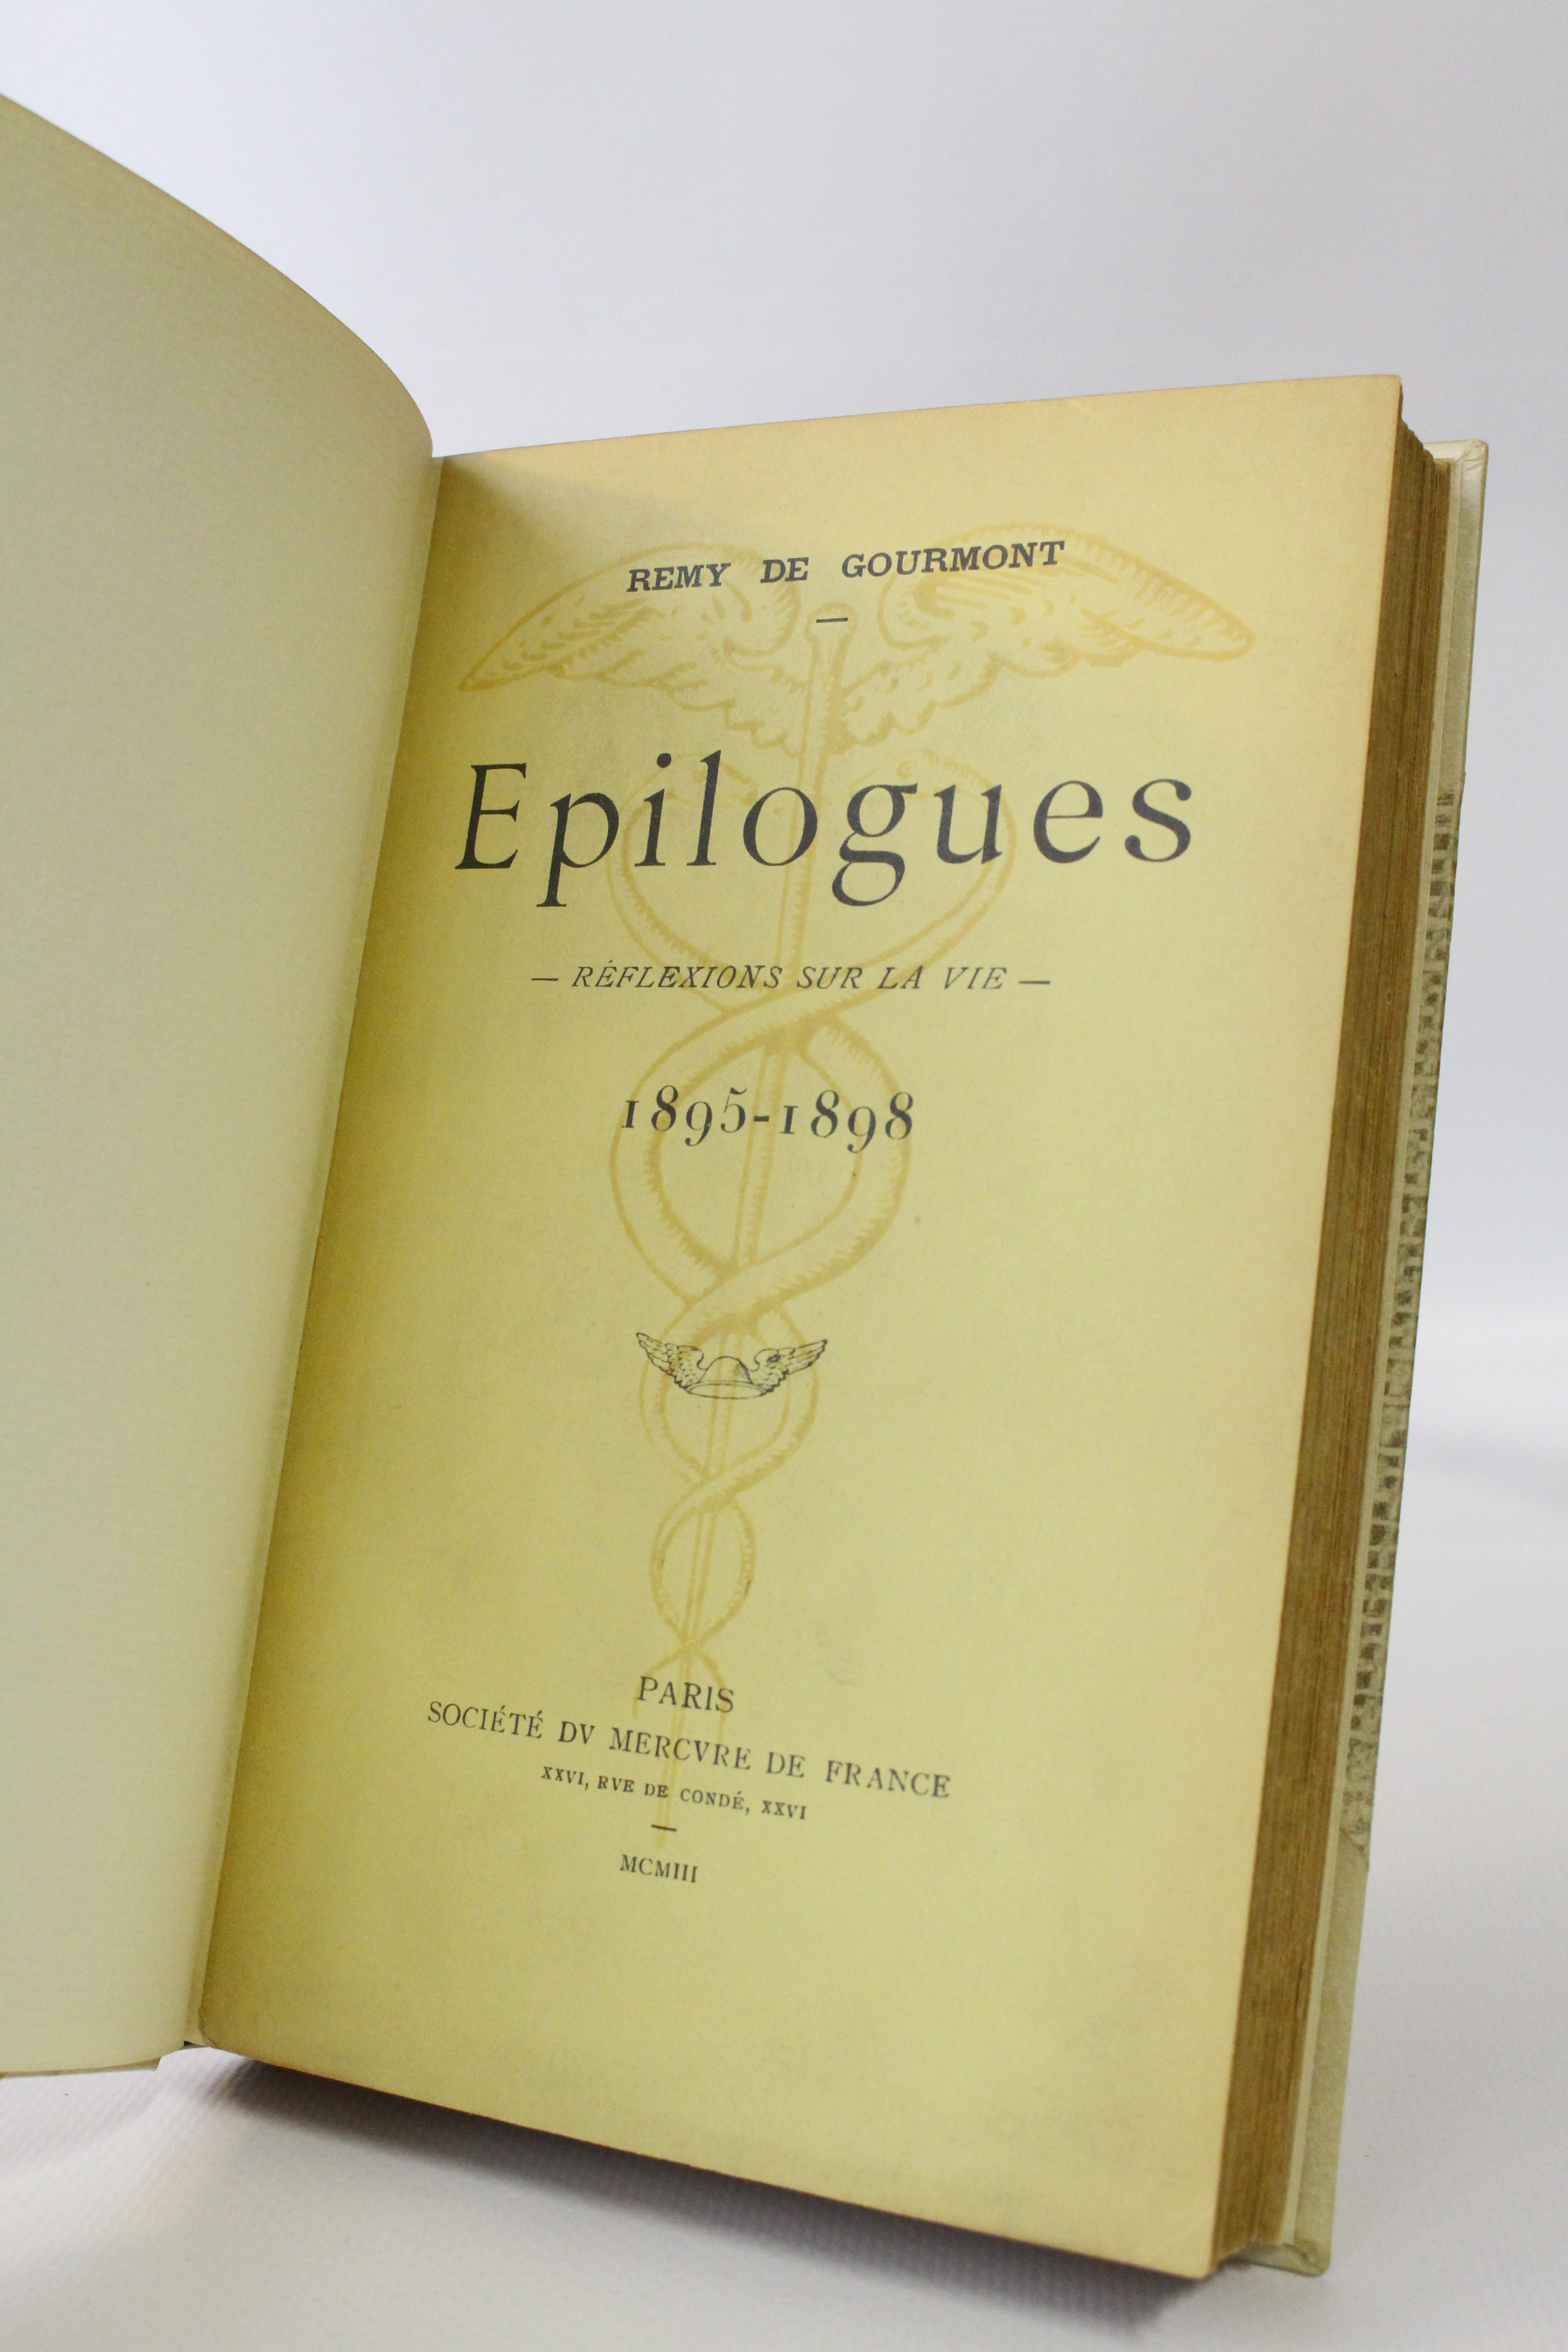 REMY DE GOURMONT
—
Epilogues
— RÉFLEXIONS SUR LA VIE —
1895-1898
PARIS
SOCIÉTÉ DV MERCVRE DE FRANCE
XXVI, RVE DE CONDÉ, XXVI
—
MCMIII